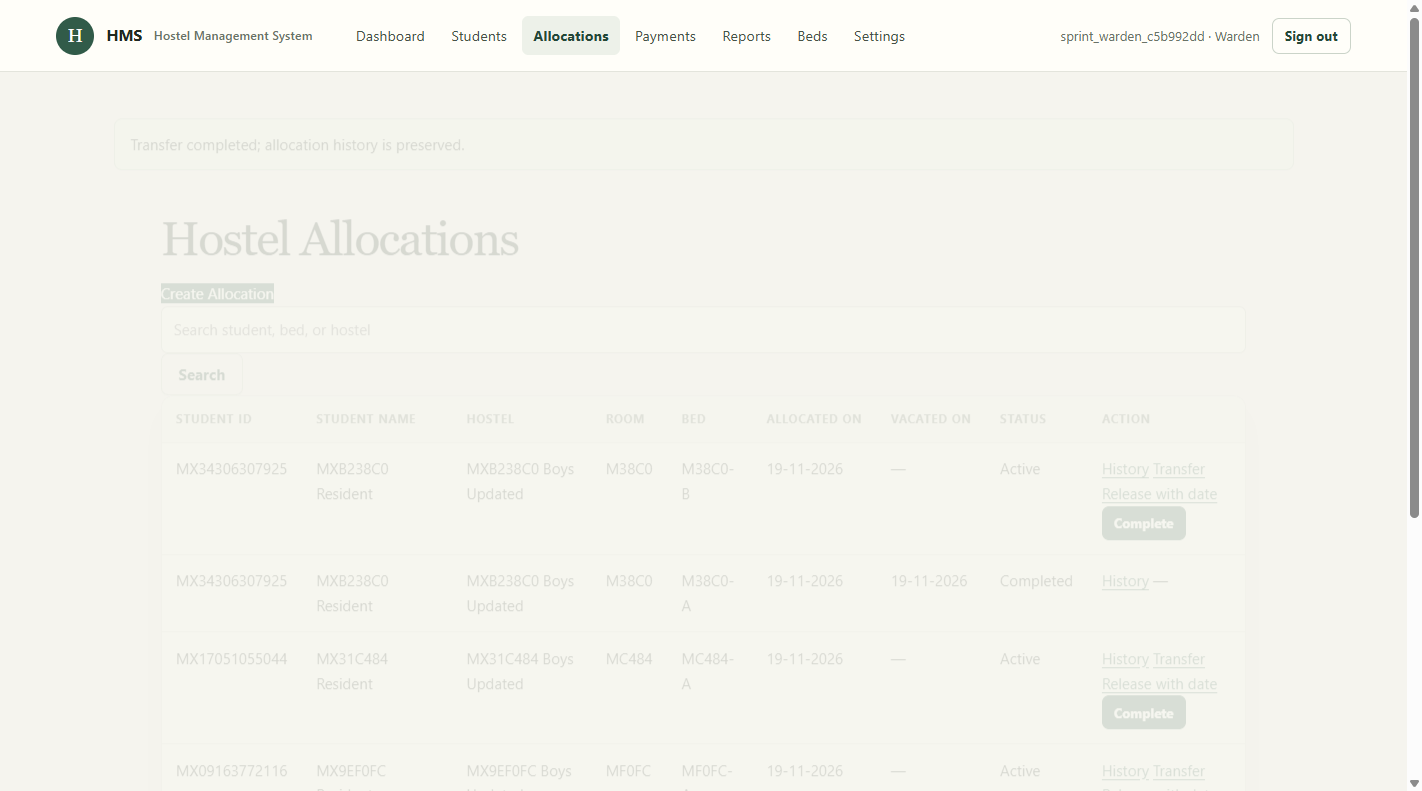 H HMS Hostel Management System Dashboard Students Allocations Payments Reports Beds Settings sprint_warden_c5b992dd · Warden Sign out
Transfer completed; allocation history is preserved.
Hostel Allocations
Create Allocation
Search student, bed, or hostel
Search
STUDENT ID STUDENT NAME HOSTEL ROOM BED ALLOCATED ON VACATED ON STATUS ACTION
MX34306307925 MXB238C0 MXB238C0 Boys M38C0 M38C0- 19-11-2026 — Active History Transfer
Resident Updated B Release with date
Complete
MX34306307925 MXB238C0 MXB238C0 Boys M38C0 M38C0- 19-11-2026 19-11-2026 Completed History —
Resident Updated A
MX17051055044 MX31C484 MX31C484 Boys MC484 MC484- 19-11-2026 — Active History Transfer
Resident Updated A Release with date
Complete
MX09163772116 MX9EF0FC MX9EF0FC Boys MF0FC MF0FC- 19-11-2026 — Active History Transfer